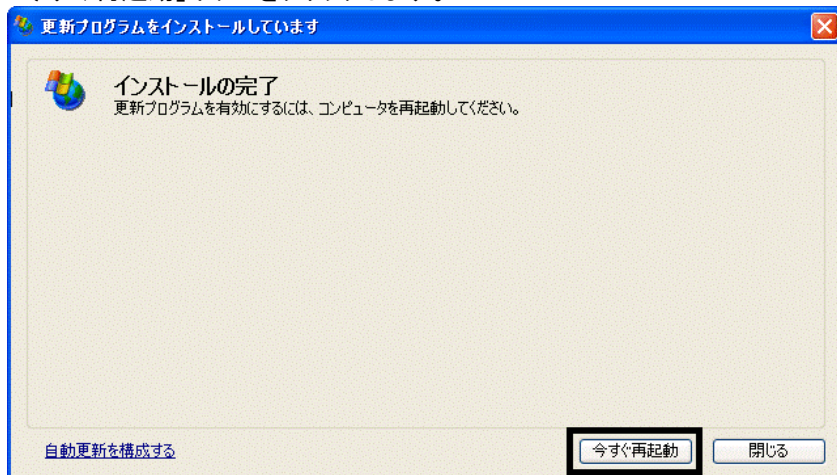 更新プログラムをインストールしています
インストールの完了
更新プログラムを有効にするには、コンピュータを再起動してください。
自動更新を構成する
今すぐ再起動
閉じる